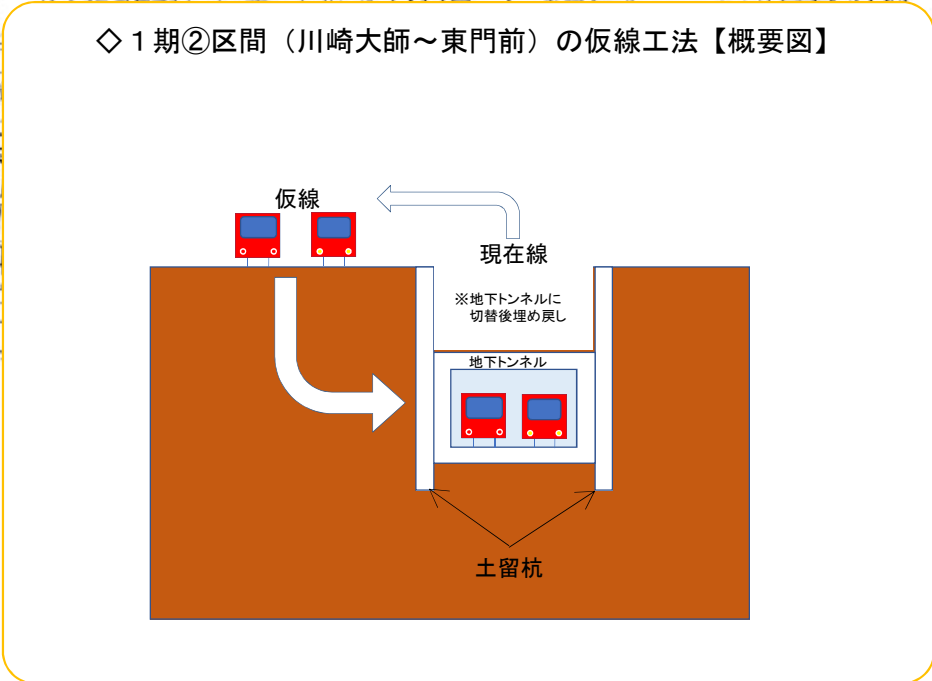 ◇１期②区間（川崎大師～東門前）の仮線工法【概要図】
仮線
現在線
※地下トンネルに
切替後埋め戻し
地下トンネル
土留杭